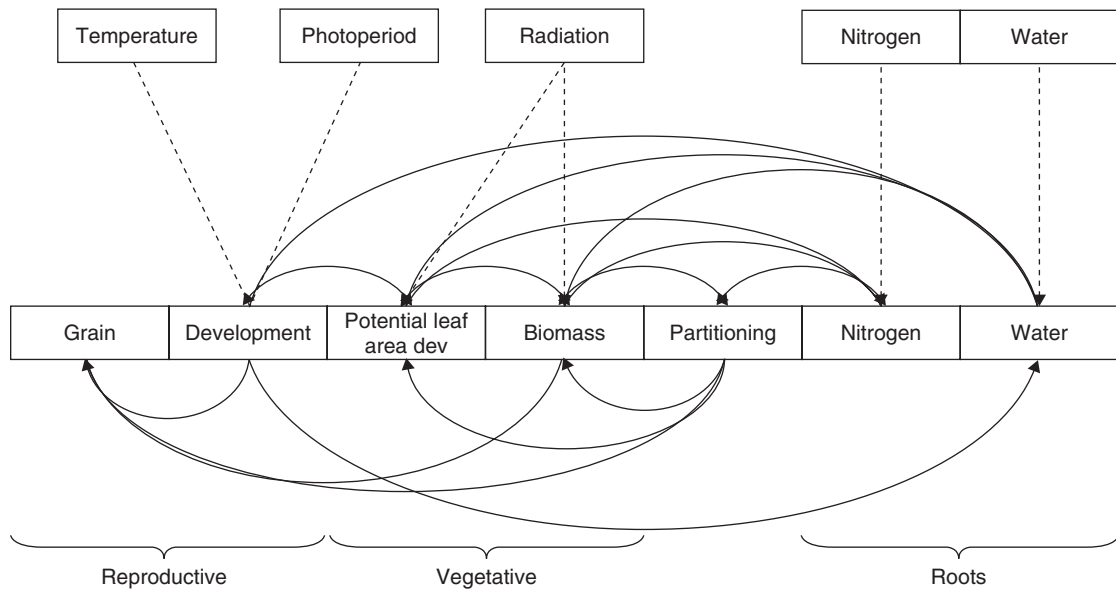 Temperature
Photoperiod
Radiation
Nitrogen
Water
Grain
Development
Potential leaf
area dev
Biomass
Partitioning
Nitrogen
Water
Reproductive
Vegetative
Roots